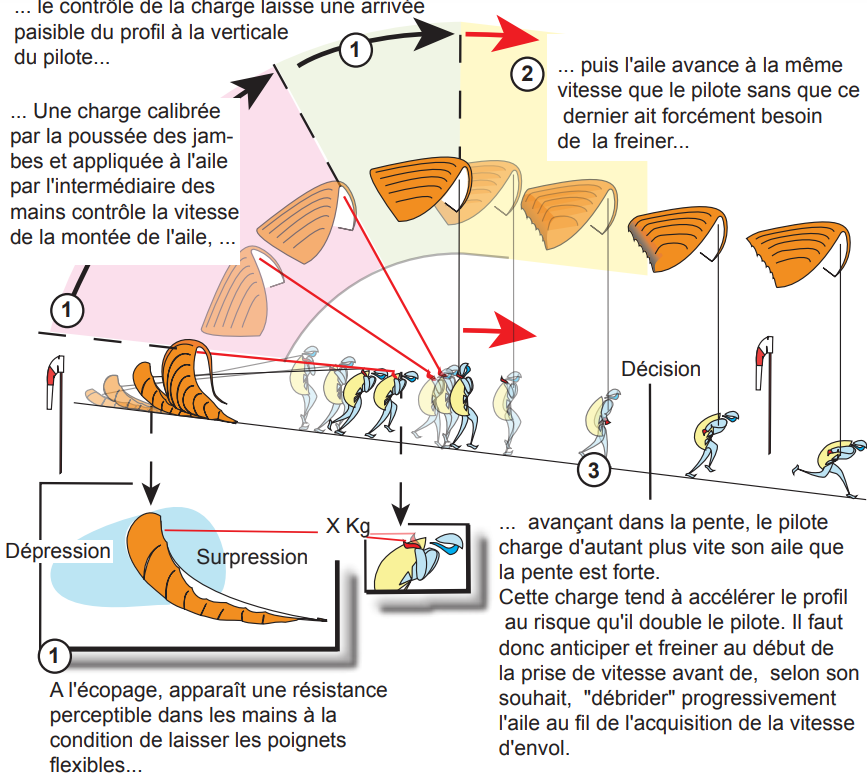 ... le contrôle de la charge laisse une arrivée
paisible du profil à la verticale
du pilote...
1
2
... puis l'aile avance à la même
vitesse que le pilote sans que ce
dernier ait forcément besoin
de la freiner...
... Une charge calibrée
par la poussée des jam-
bes et appliquée à l'aile
par l'intermédiaire des
mains contrôle la vitesse
de la montée de l'aile, ...
1
Décision
3
X Kg
Dépression
Surpression
1
A l'écopage, apparaît une résistance
perceptible dans les mains à la
condition de laisser les poignets
flexibles...
... avançant dans la pente, le pilote
charge d'autant plus vite son aile que
la pente est forte.
Cette charge tend à accélérer le profil
au risque qu'il double le pilote. Il faut
donc anticiper et freiner au début de
la prise de vitesse avant de, selon son
souhait, "débrider" progressivement
l'aile au fil de l'acquisition de la vitesse
d'envol.